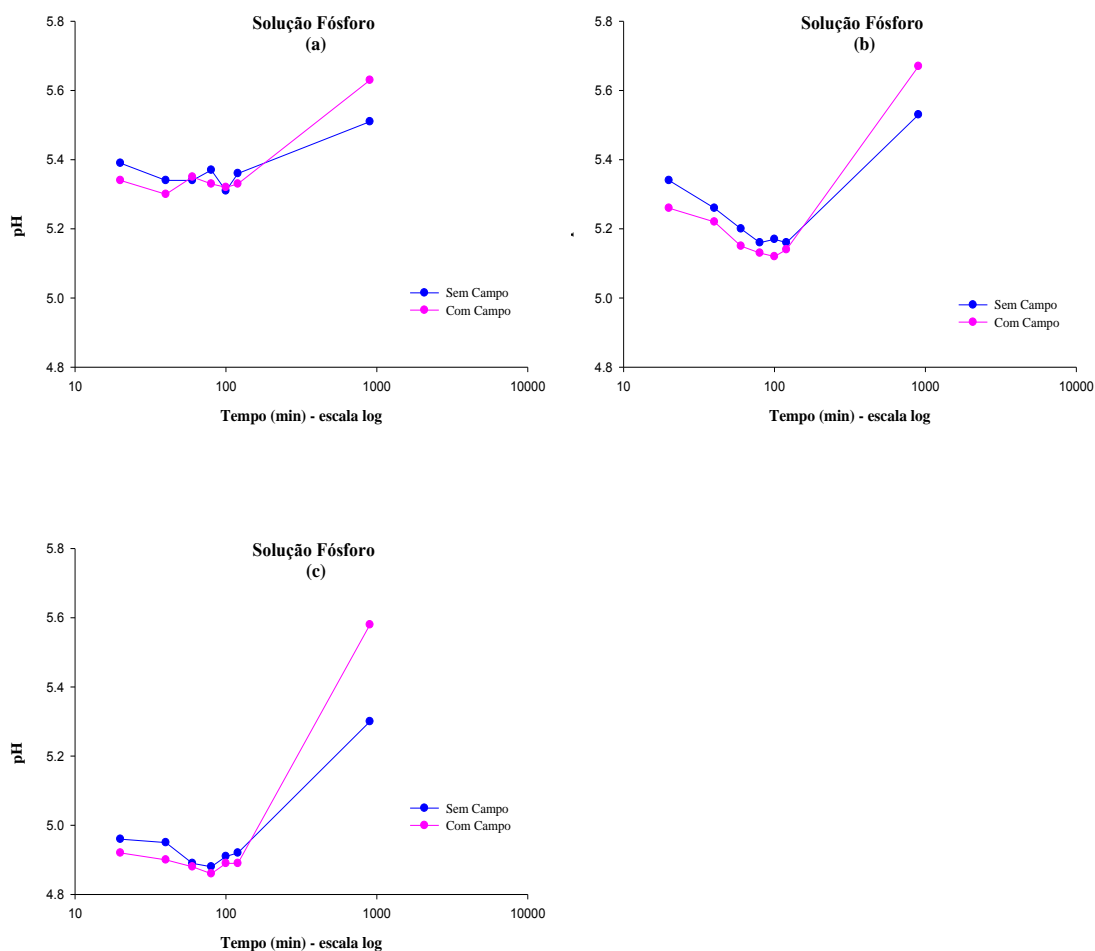 Solução Fósforo
(a)
5.8
5.6
5.4
5.2
5.0
4.8
pH
Sem Campo
Com Campo
10
100
1000
10000
Tempo (min) - escala log
Solução Fósforo
(b)
5.8
5.6
5.4
5.2
5.0
4.8
Sem Campo
Com Campo
10
100
1000
10000
Tempo (min) - escala log
Solução Fósforo
(c)
5.8
5.6
5.4
5.2
5.0
4.8
pH
Sem Campo
Com Campo
10
100
1000
10000
Tempo (min) - escala log